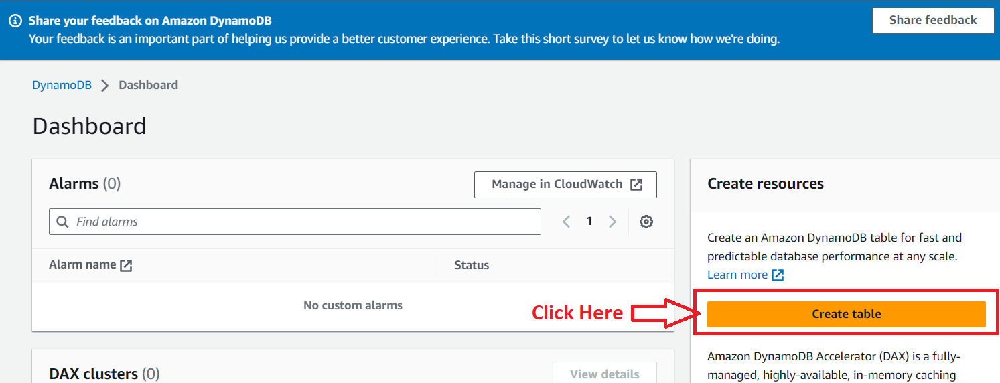 Share your feedback on Amazon DynamoDB
Your feedback is an important part of helping us provide a better customer experience. Take this short survey to let us know how we're doing.
Share feedback
DynamoDB
Dashboard
Dashboard
Alarms (0)
Manage in CloudWatch
Find alarms
1
Alarm name
Status
No custom alarms
DAX clusters (0)
View details
Create resources
Create an Amazon DynamoDB table for fast and
predictable database performance at any scale.
Learn more
Click Here
Create table
Amazon DynamoDB Accelerator (DAX) is a fully-
managed, highly-available, in-memory caching